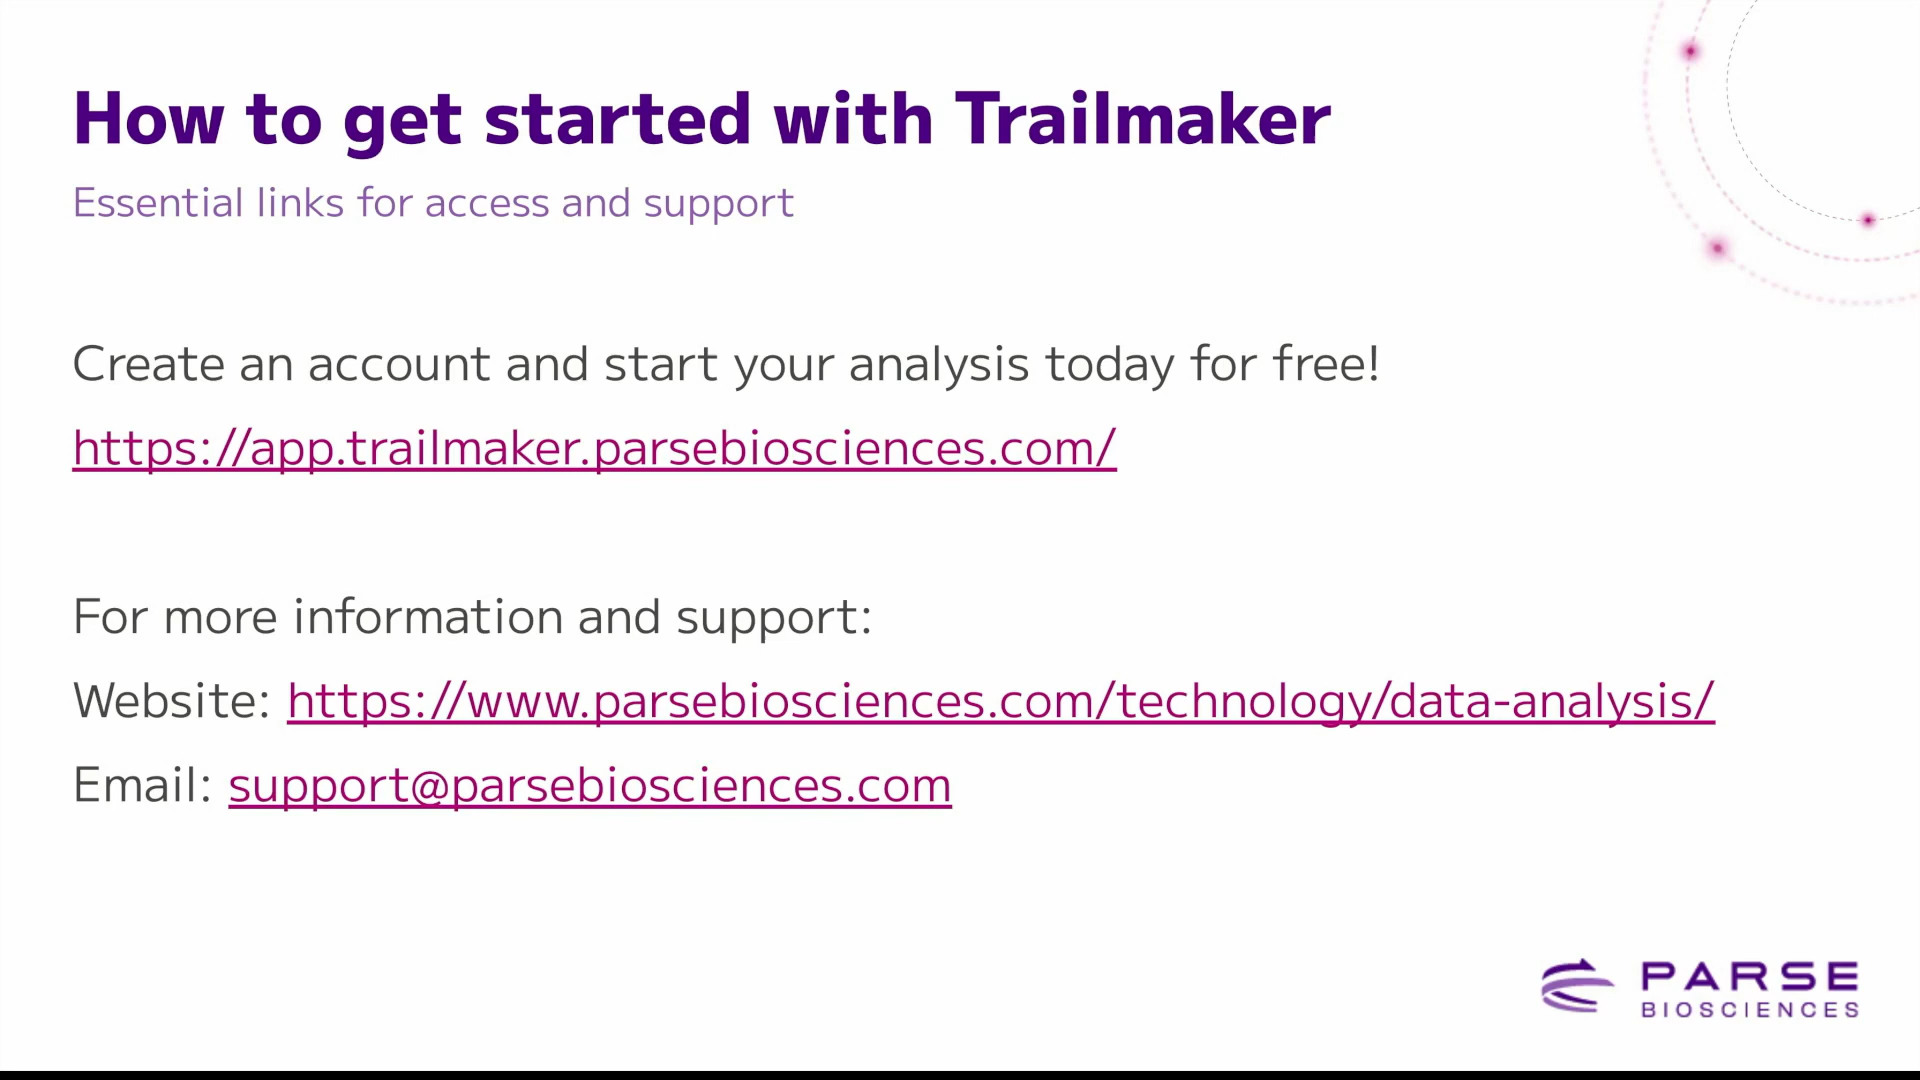 How to get started with Trailmaker
Essential links for access and support
Create an account and start your analysis today for free!
https://app.trailmaker.parsebiosciences.com/
For more information and support:
Website: https://www.parsebiosciences.com/technology/data-analysis/
Email: support@parsebiosciences.com
PARSE
BIOSCIENCES